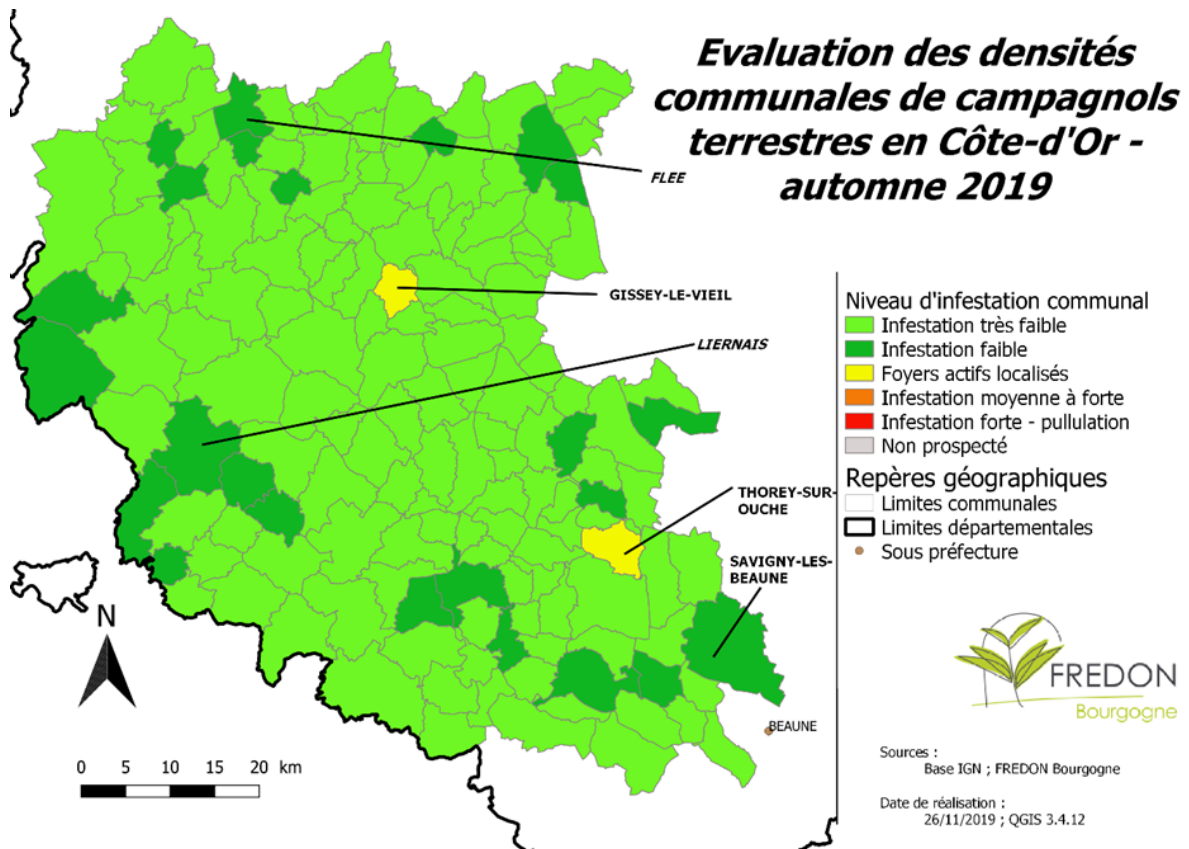 Evaluation des densités
communales de campagnols
terrestres en Côte-d'Or -
automne 2019
FLEE
GISSEY-LE-VIEIL
LIERNAIS
THOREY-SUR-
OUCHE
SAVIGNY-LES-
BEAUNE
BEAUNE
N
0 5 10 15 20 km
Niveau d'infestation communal
Infestation très faible
Infestation faible
Foyers actifs localisés
Infestation moyenne à forte
Infestation forte - pullulation
Non prospecté
Repères géographiques
Limites communales
Limites départementales
Sous préfecture
FREDON
Bourgogne
Sources :
Base IGN ; FREDON Bourgogne
Date de réalisation :
26/11/2019 ; QGIS 3.4.12